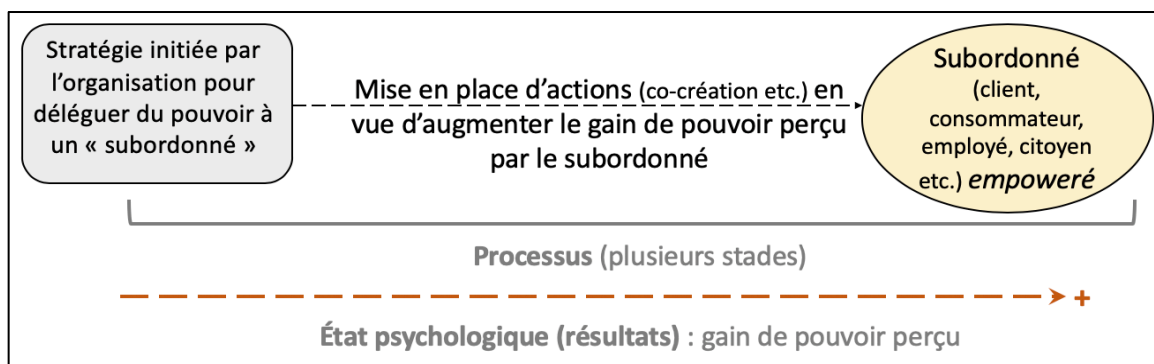 Stratégie initiée par
l’organisation pour
déléguer du pouvoir à
un « subordonné »
Mise en place d’actions (co-création etc.) en
vue d’augmenter le gain de pouvoir perçu
par le subordonné
Subordonné
(client,
consommateur,
employé, citoyen
etc.) empoweré
Processus (plusieurs stades)
+
État psychologique (résultats) : gain de pouvoir perçu